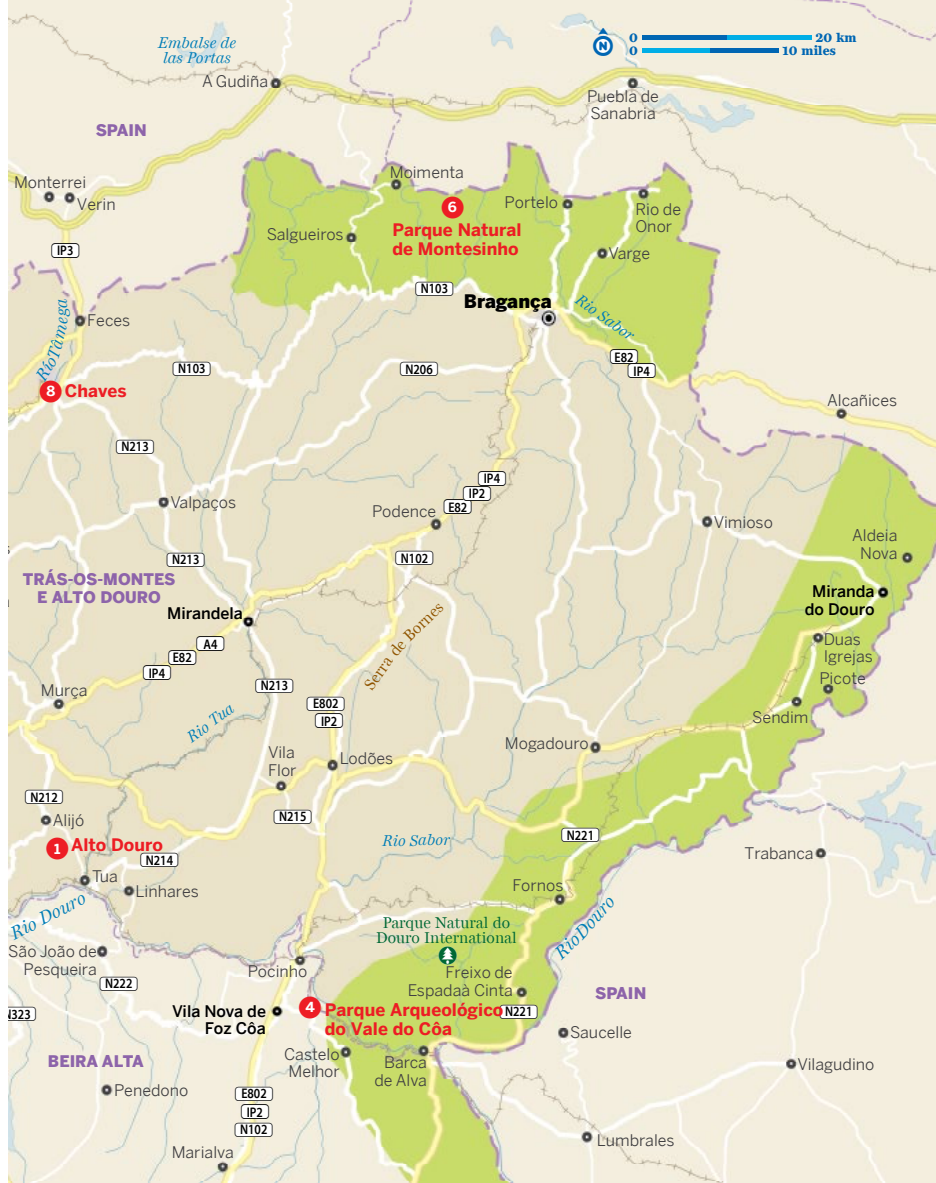 0 20 km
N
0 10 miles
Embalse de
las Portas
A Gudiña
Puebla de
Sanabria
SPAIN
Moimenta
Monterrei
Verin
6
Portelo
Rio de
Onor
Parque Natural
de Montesinho
Salgueiros
IP3
Varge
N103
Bragança
Rio Sabor
RíoTâmega
Feces
E82
IP4
N103
N206
8 Chaves
Alcañices
N213
IP4
IP2
E82
Valpaços
Podence
Vimioso
Aldeia
Nova
N213
N102
TRÁS-OS-MONTES
E ALTO DOURO
Miranda
do Douro
Mirandela
Serra de Bornes
A4
E82
IP4
Duas
Igrejas
Picote
N213
Murça
E802
IP2
Sendim
Rio Tua
Mogadouro
Vila
Flor
Lodões
N212
Alijó
N215
N221
Rio Sabor
1 Alto Douro
N214
Trabanca
Tua
Linhares
Fornos
Rio Douro
RioDouro
Parque Natural do
Douro International
São João de
Pesqueira
Pocinho
Freixo de
Espadaà Cinta
N222
SPAIN
Vila Nova de
Foz Côa
4 Parque Arqueológico
do Vale do Côa
N221
N323
Saucelle
BEIRA ALTA
Castelo
Melhor
Barca
de Alva
Vilagudino
Penedono
E802
IP2
N102
Lumbrales
Marialva